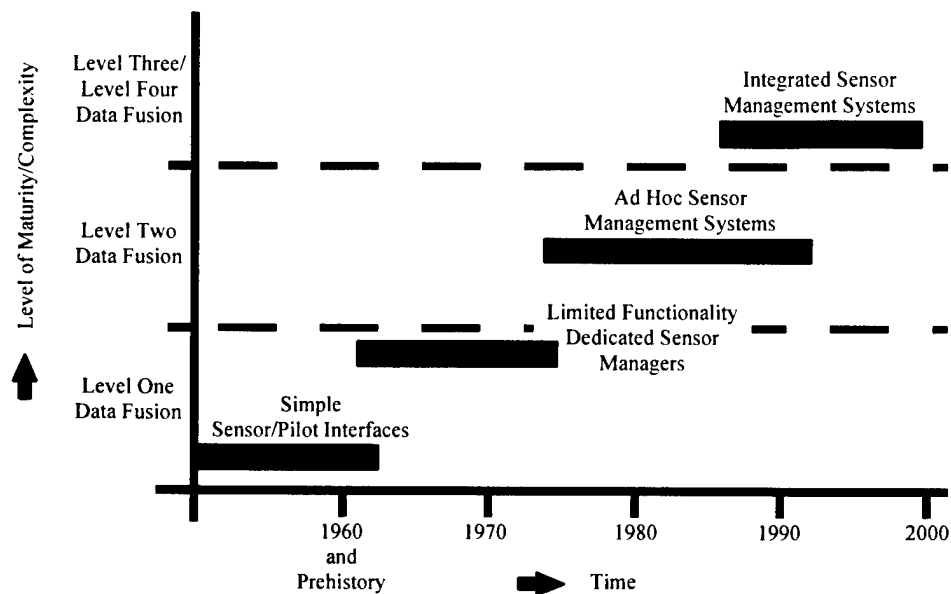 Level of Maturity/Complexity
Level Three/
Level Four
Data Fusion
Integrated Sensor
Management Systems
Level Two
Data Fusion
Ad Hoc Sensor
Management Systems
Limited Functionality
Dedicated Sensor
Managers
Level One
Data Fusion
Simple
Sensor/Pilot Interfaces
1960
and
Prehistory
1970
1980
1990
2000
Time